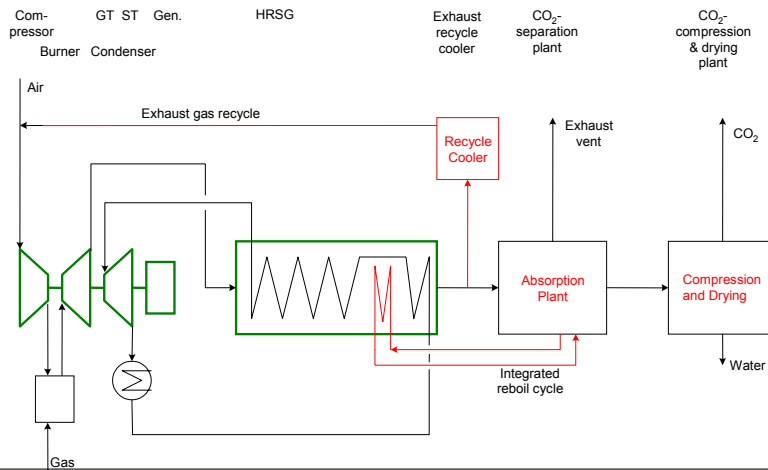 Com-
pressor
GT ST Gen.
HRSG
Exhaust
recycle
cooler
CO₂-
separation
plant
CO₂-
compression
& drying
plant
Burner Condenser
Air
Exhaust gas recycle
Recycle
Cooler
Exhaust
vent
CO₂
Absorption
Plant
Compression
and Drying
Integrated
reboil cycle
Water
Gas